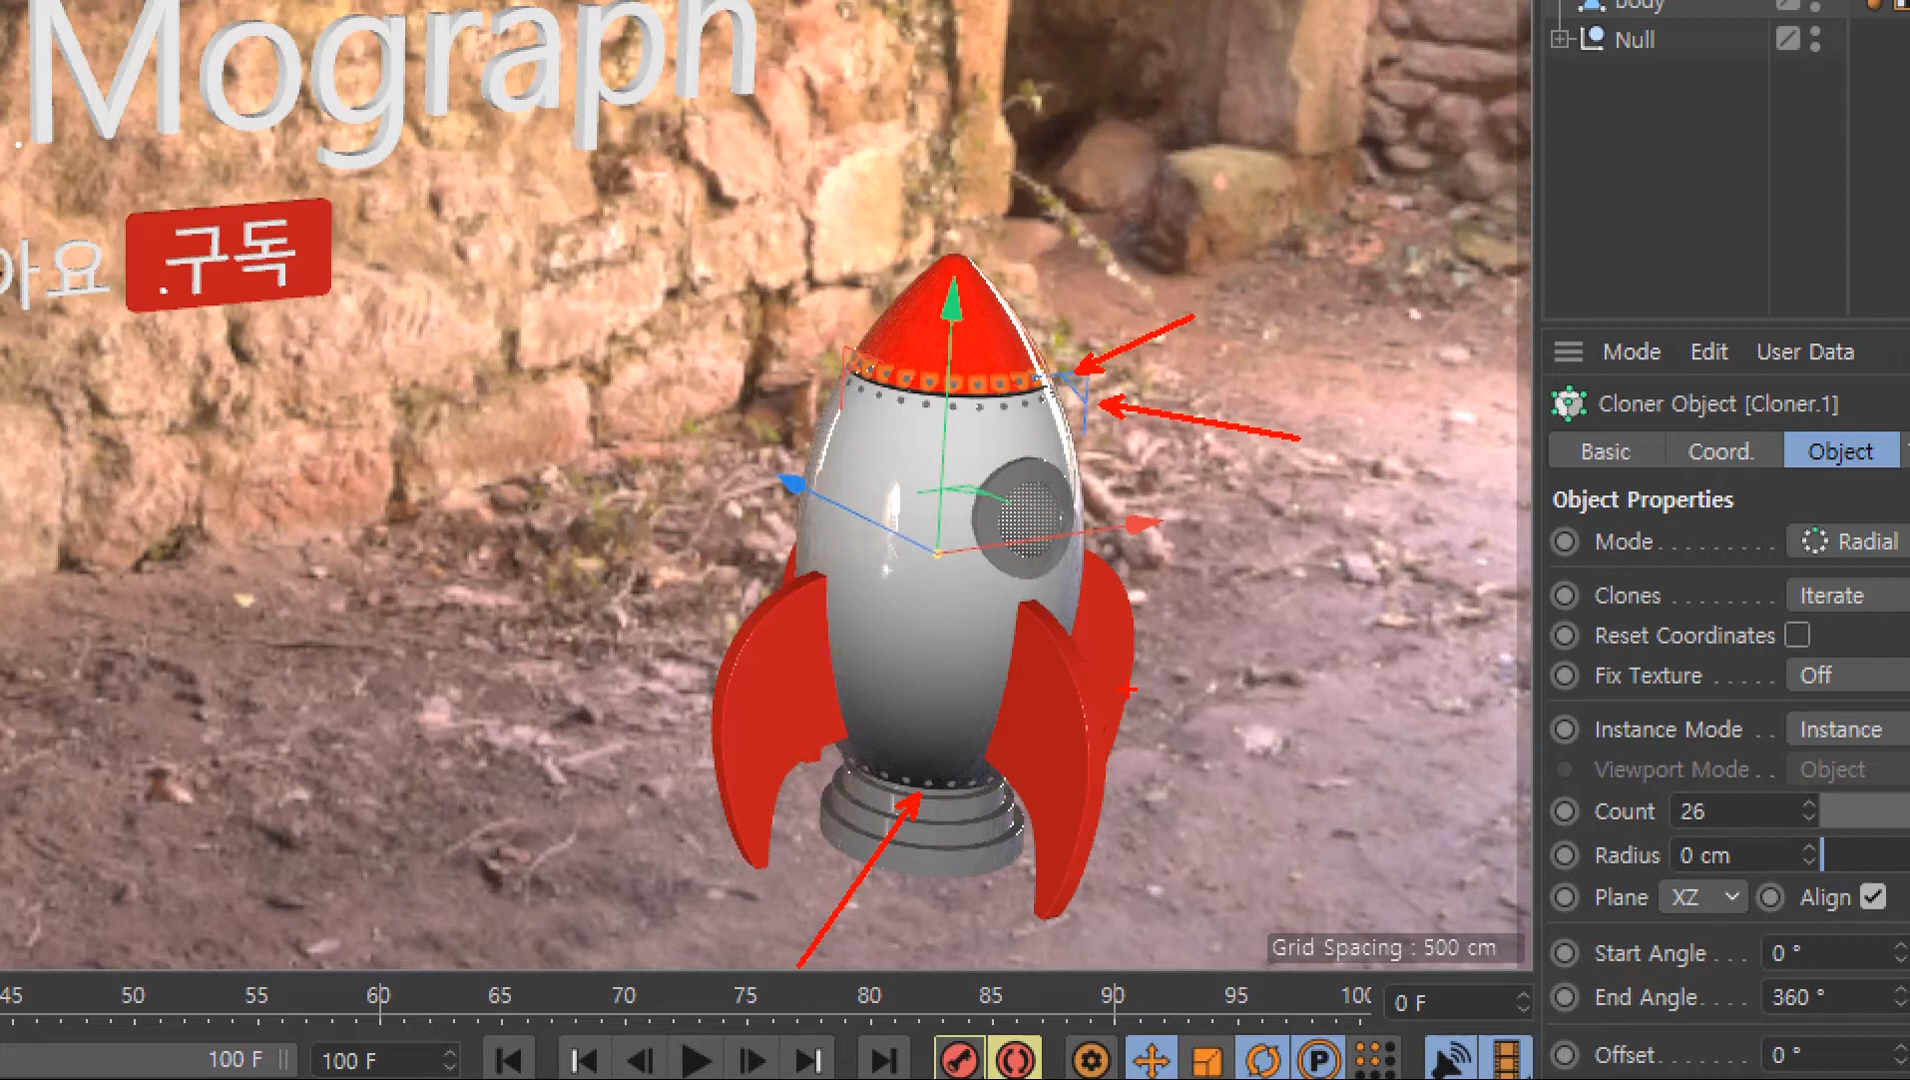 Mograph
아요
구독
body
Null
Mode Edit User Data
Cloner Object [Cloner.1]
Basic Coord. Object
Object Properties
Mode Radial
Clones Iterate
Reset Coordinates
Fix Texture Off
Instance Mode Instance
Viewport Mode Object
Count 26
Radius 0 cm
Plane XZ Align
Start Angle 0 °
End Angle 360 °
Offset 0 °
Grid Spacing : 500 cm
45 50 55 60 65 70 75 80 85 90 95 100
0 F
100 F
100 F
P